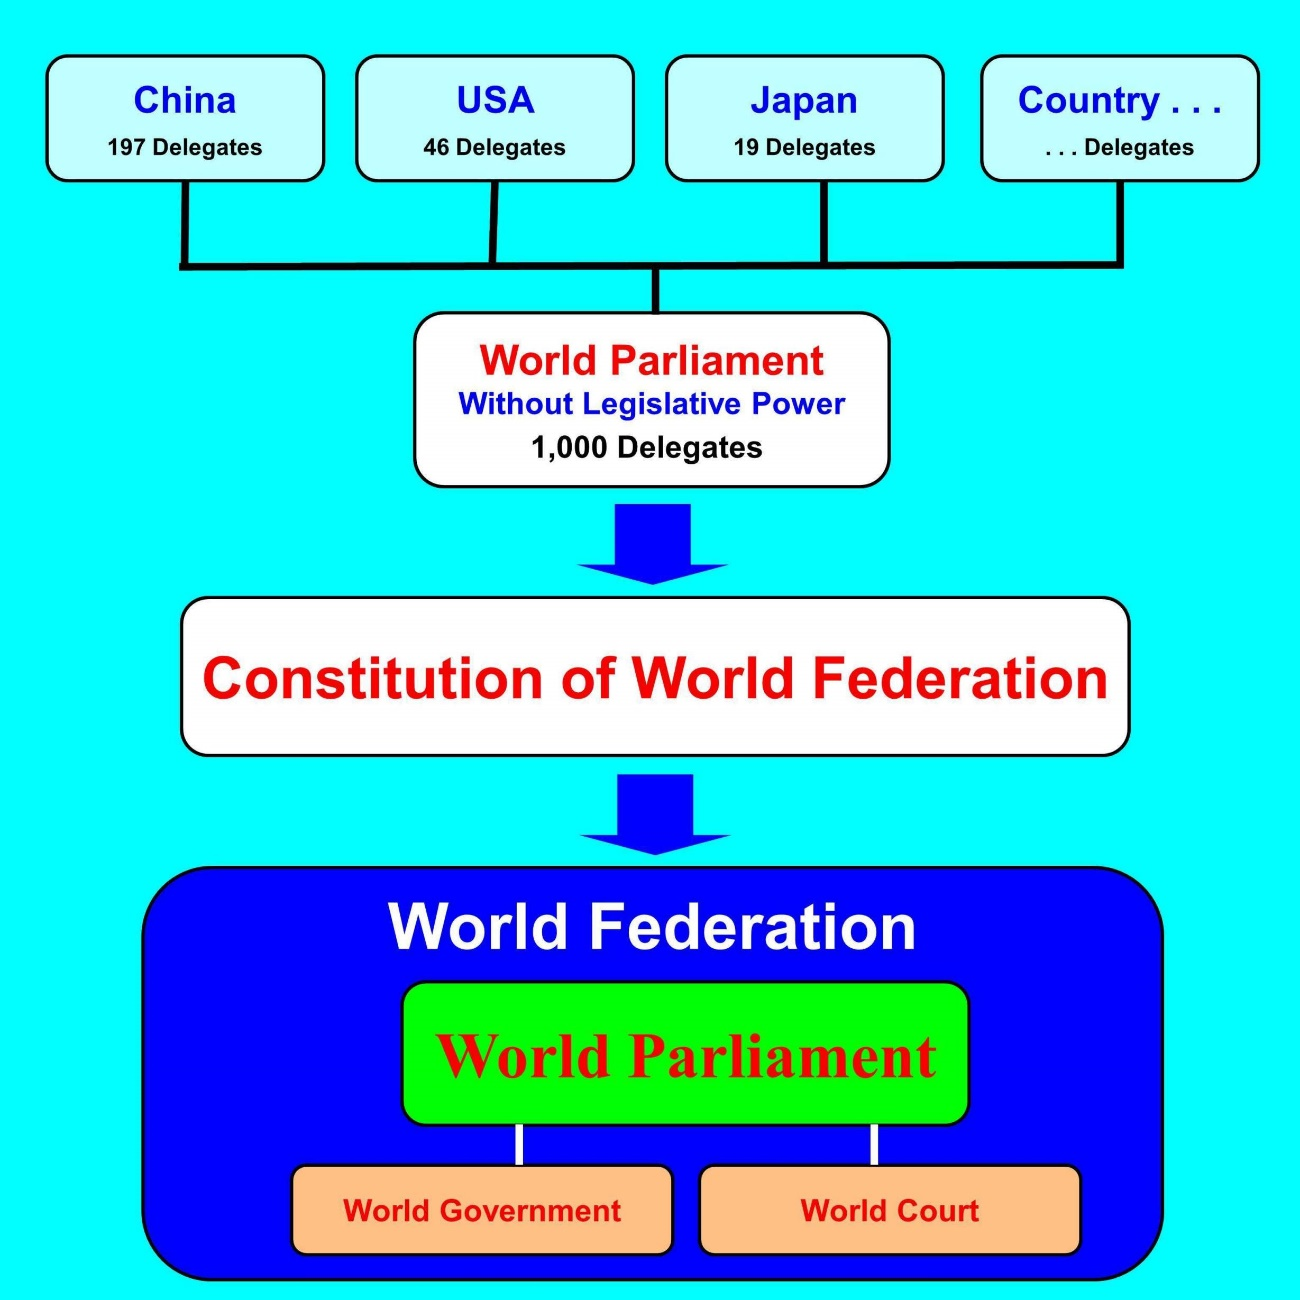 China
197 Delegates
USA
46 Delegates
Japan
19 Delegates
Country . . .
. . . Delegates
World Parliament
Without Legislative Power
1,000 Delegates
Constitution of World Federation
World Federation
World Parliament
World Government
World Court